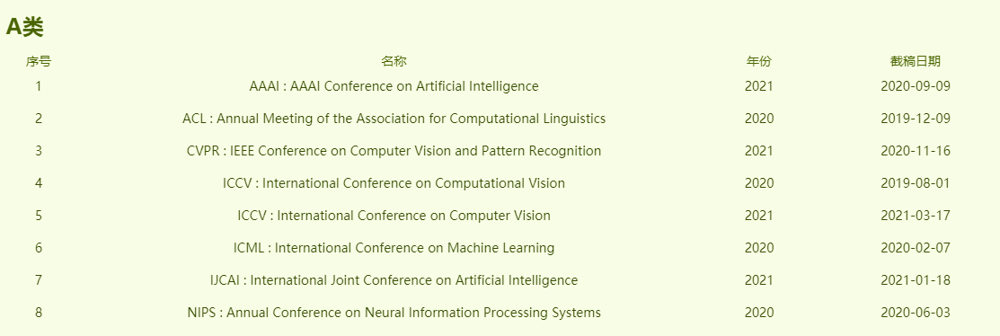 A类
序号 名称 年份 截稿日期
1 AAAI : AAAI Conference on Artificial Intelligence 2021 2020-09-09
2 ACL : Annual Meeting of the Association for Computational Linguistics 2020 2019-12-09
3 CVPR : IEEE Conference on Computer Vision and Pattern Recognition 2021 2020-11-16
4 ICCV : International Conference on Computational Vision 2020 2019-08-01
5 ICCV : International Conference on Computer Vision 2021 2021-03-17
6 ICML : International Conference on Machine Learning 2020 2020-02-07
7 IJCAI : International Joint Conference on Artificial Intelligence 2021 2021-01-18
8 NIPS : Annual Conference on Neural Information Processing Systems 2020 2020-06-03